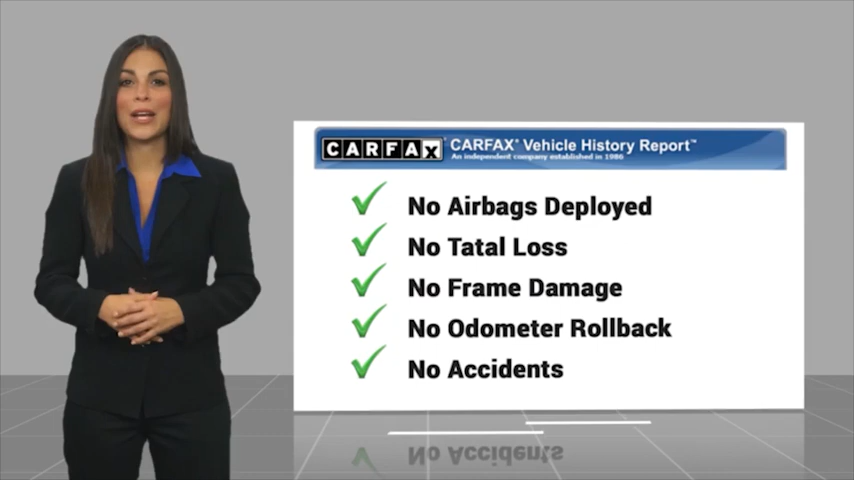 CARFAX CARFAX® Vehicle History Report™
An independent company established in 1986
No Airbags Deployed
No Tatal Loss
No Frame Damage
No Odometer Rollback
No Accidents
No Accidents